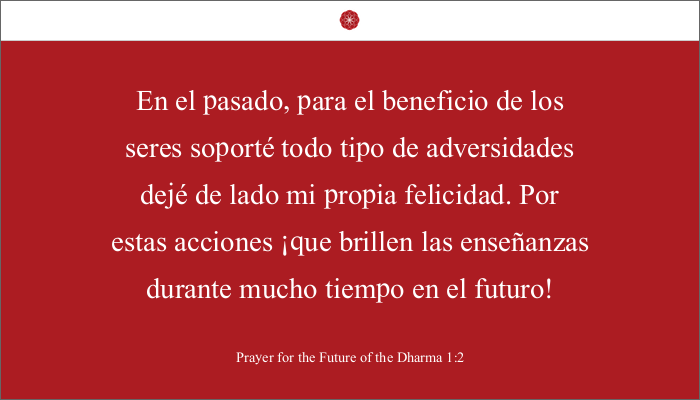 En el pasado, para el beneficio de los
seres soporté todo tipo de adversidades
dejé de lado mi propia felicidad. Por
estas acciones ¡que brillen las enseñanzas
durante mucho tiempo en el futuro!
Prayer for the Future of the Dharma 1:2